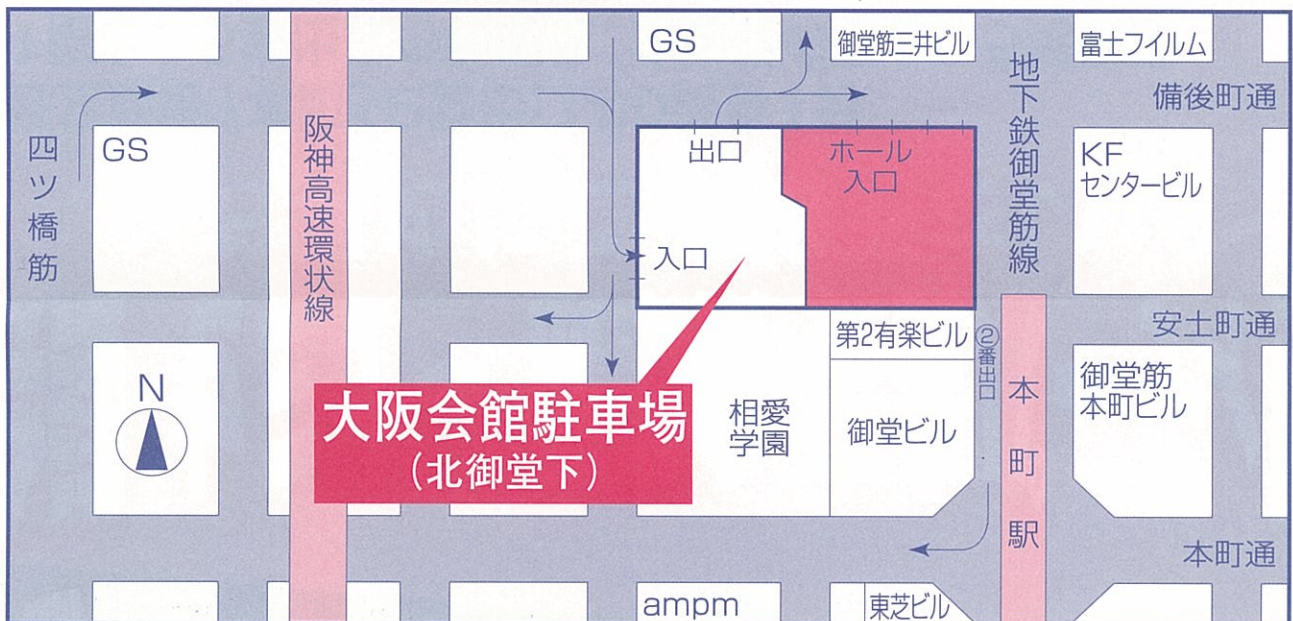 GS
御堂筋三井ビル
富士フイルム
備後町通
四ツ橋筋
GS
阪神高速環状線
出口
ホール
入口
地下鉄御堂筋線
KF
センタービル
入口
安土町通
第2有楽ビル
②番出口
N
大阪会館駐車場
(北御堂下)
相愛
学園
御堂ビル
本町駅
御堂筋
本町ビル
本町通
ampm
東芝ビル